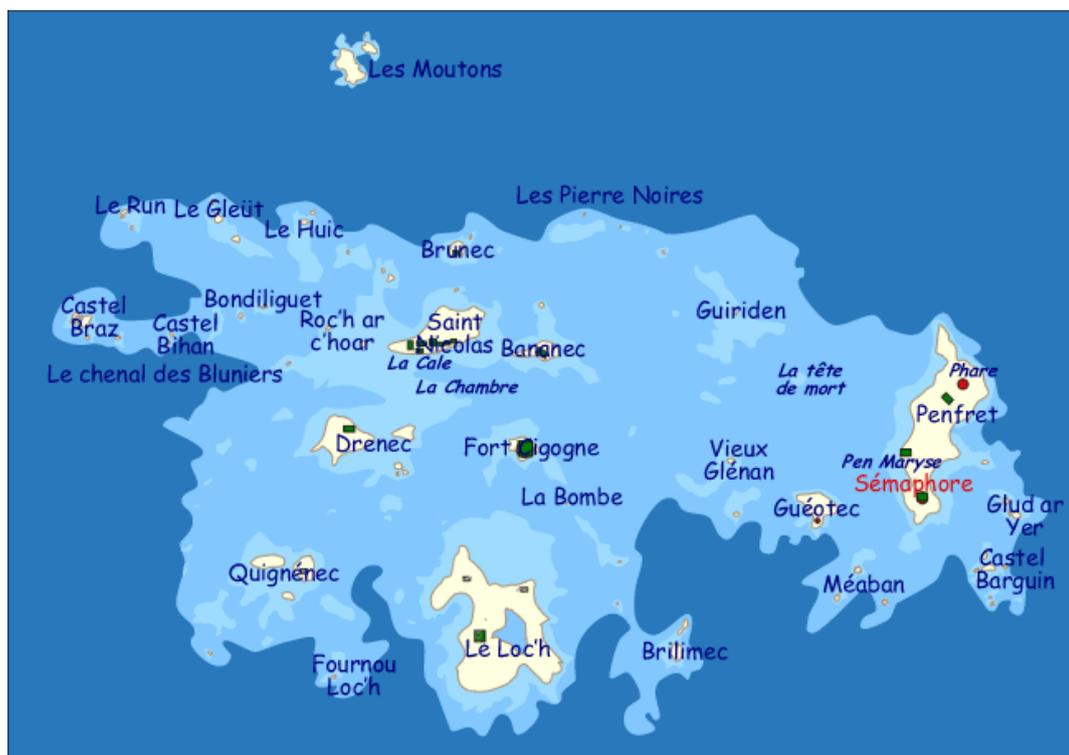 Les Moutons
Les Pierre Noires
Le Run
Le Gleüt
Le Huic
Brunec
Castel
Braz
Castel
Bihan
Bondiliguet
Roc'h ar
c'hoar
Saint
Nicolas
Bananec
Guiriden
La Cale
La Chambre
Le chenal des Bluniers
La tête
de mort
Phare
Penfret
Drenec
Fort Cigogne
Vieux
Glénan
Pen Maryse
Sémaphore
La Bombe
Guéotec
Glud ar
Yer
Quignénec
Méaban
Castel
Barguin
Le Loc'h
Brilimec
Fournou
Loc'h